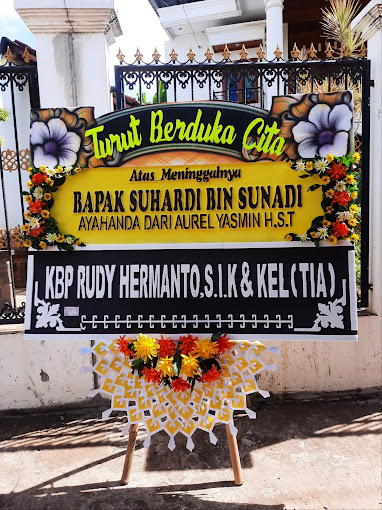 Turut Berduka Cita
Atas Meninggalnya
BAPAK SUHARDI BIN SUNADI
AYAHANDA DARI AUREL YASMIN H,S.T
KBP RUDY HERMANTO,S.I.K & KEL ( TIA )